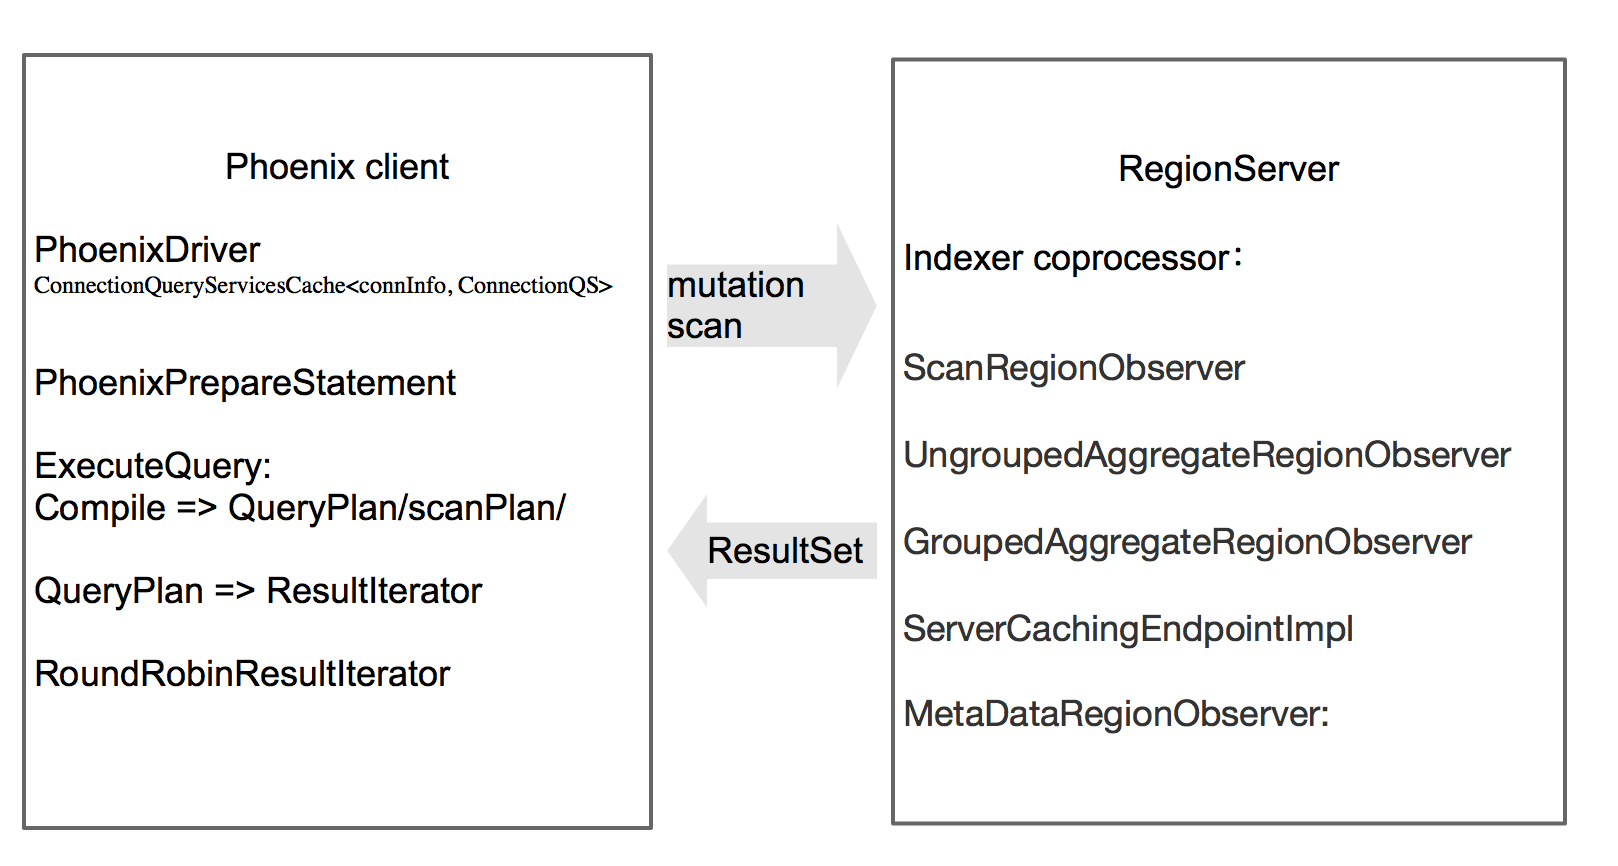 Phoenix client
PhoenixDriver
ConnectionQueryServicesCache<connInfo, ConnectionQS>
PhoenixPrepareStatement
ExecuteQuery:
Compile => QueryPlan/scanPlan/
QueryPlan => ResultIterator
RoundRobinResultIterator
mutation
scan
ResultSet
RegionServer
Indexer coprocessor：
ScanRegionObserver
UngroupedAggregateRegionObserver
GroupedAggregateRegionObserver
ServerCachingEndpointImpl
MetaDataRegionObserver: